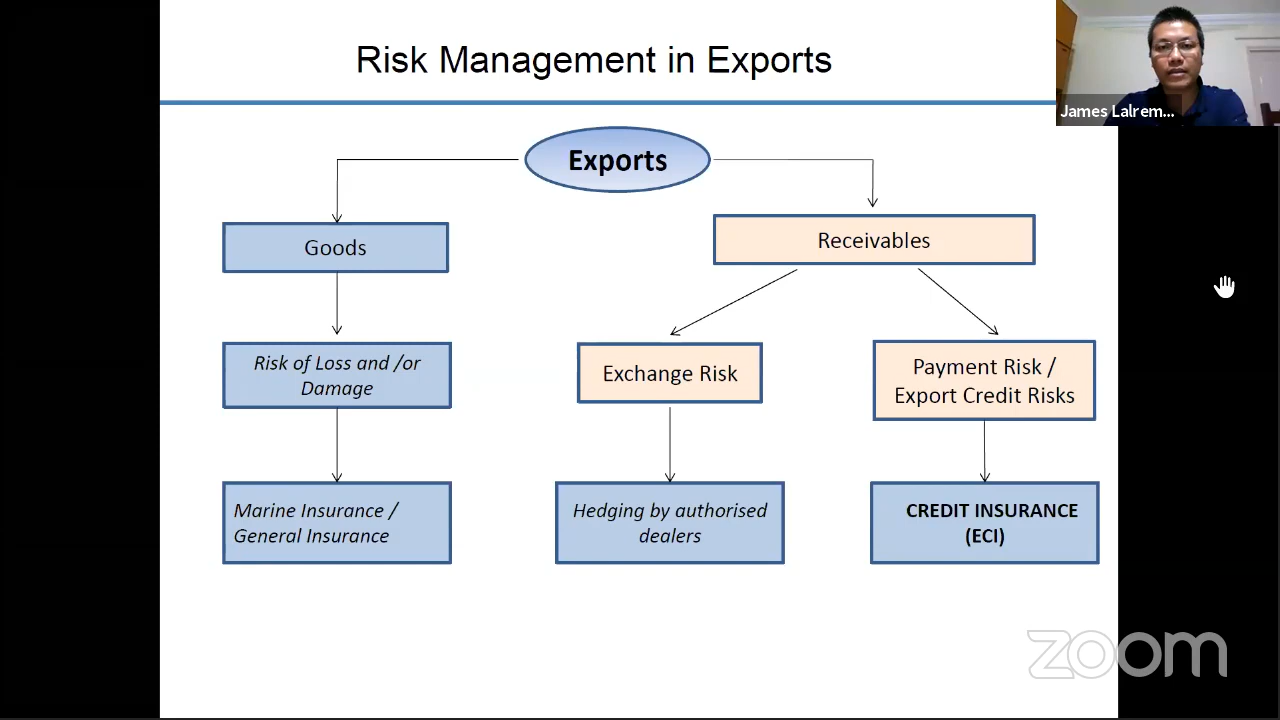 Risk Management in Exports
James Lalrem...
Exports
Goods
Receivables
Risk of Loss and /or
Damage
Exchange Risk
Payment Risk /
Export Credit Risks
Marine Insurance /
General Insurance
Hedging by authorised
dealers
CREDIT INSURANCE
(ECI)
zoom